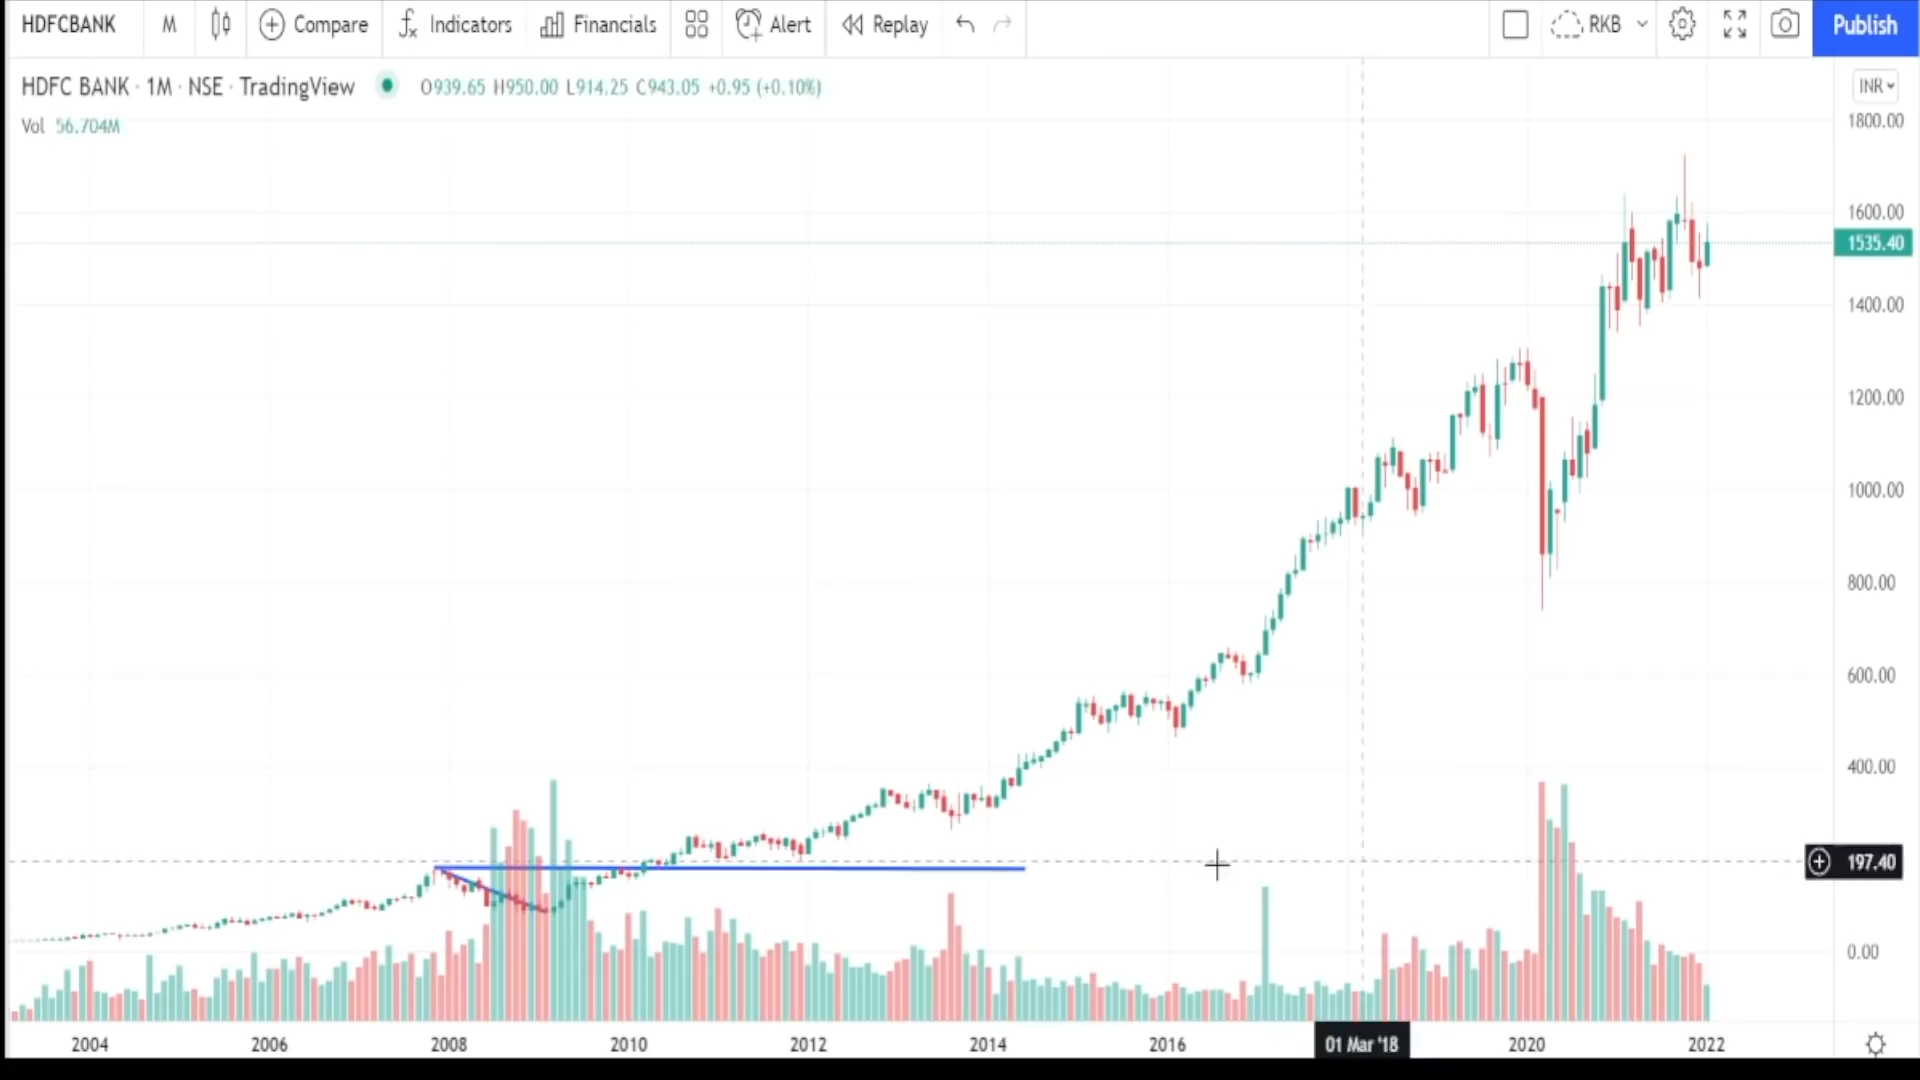 HDFCBANK M Compare Indicators Financials Alert Replay RKB Publish
HDFC BANK · 1M · NSE · TradingView O939.65 H950.00 L914.25 C943.05 +0.95 (+0.10%) INR
Vol 56.704M
1800.00
1600.00
1535.40
1400.00
1200.00
1000.00
800.00
600.00
400.00
197.40
0.00
2004 2006 2008 2010 2012 2014 2016 01 Mar '18 2020 2022